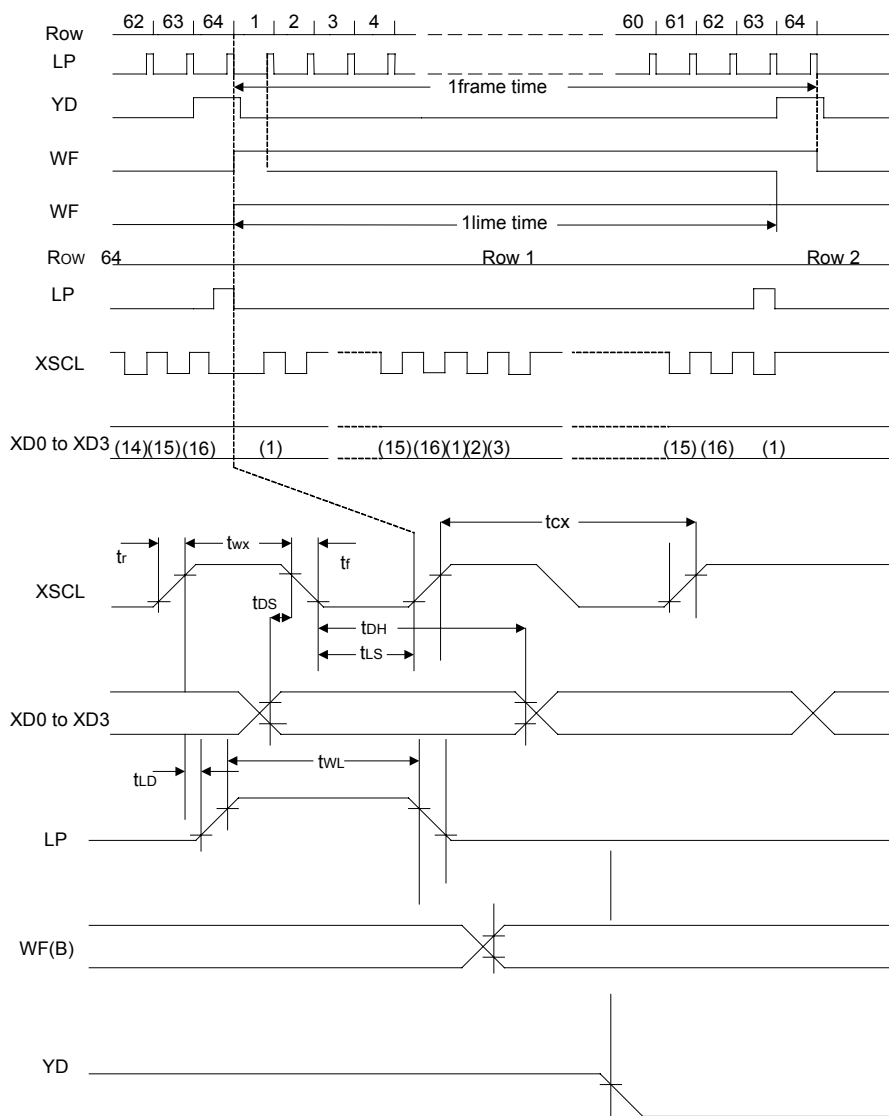 62 63 64 1 2 3 4 60 61 62 63 64
Row
LP
1frame time
YD
WF
WF
1lime time
Row 64 Row 1 Row 2
LP
XSCL
XD0 to XD3 (14) (15) (16) (1) (15) (16) (1) (2) (3) (15) (16) (1)
tcx
tr twx tf
XSCL
tDS
tDH
tLS
XD0 to XD3
tWL
tLD
LP
WF(B)
YD